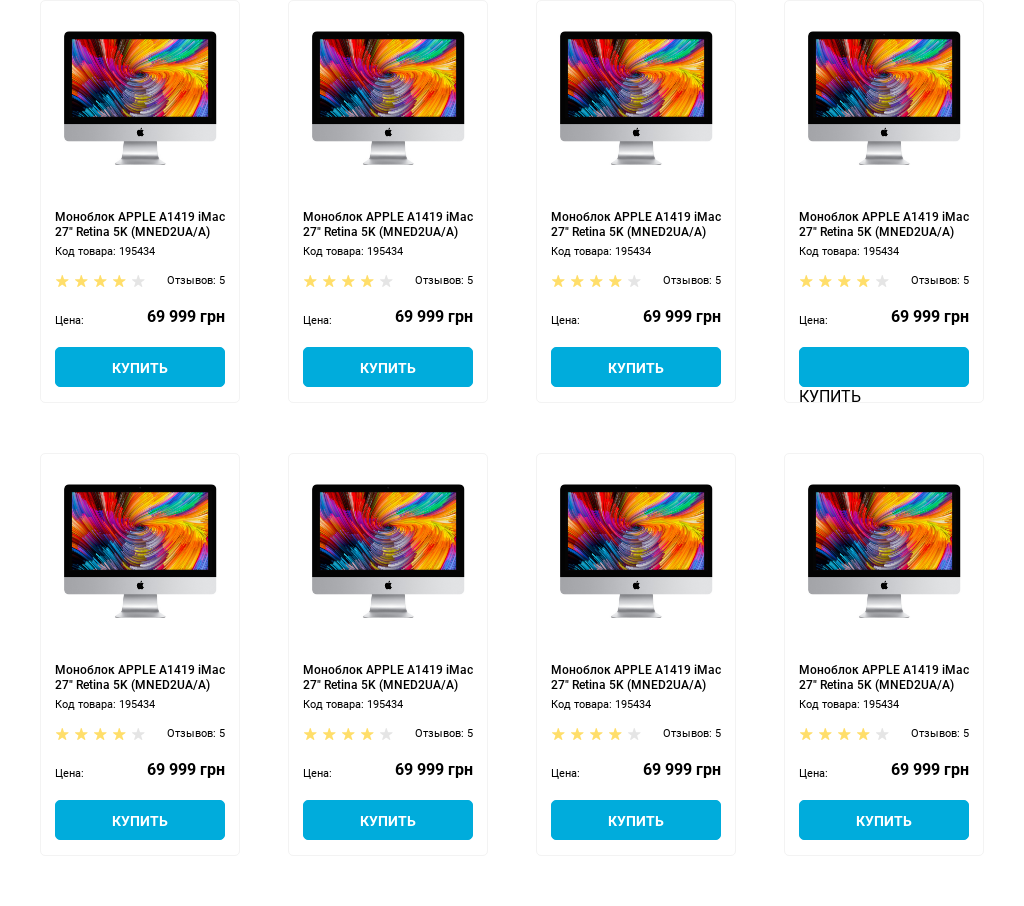 Моноблок APPLE A1419 iMac
27" Retina 5K (MNED2UA/A)
Код товара: 195434
Отзывов: 5
Цена: 69 999 грн
КУПИТЬ
Моноблок APPLE A1419 iMac
27" Retina 5K (MNED2UA/A)
Код товара: 195434
Отзывов: 5
Цена: 69 999 грн
КУПИТЬ
Моноблок APPLE A1419 iMac
27" Retina 5K (MNED2UA/A)
Код товара: 195434
Отзывов: 5
Цена: 69 999 грн
КУПИТЬ
Моноблок APPLE A1419 iMac
27" Retina 5K (MNED2UA/A)
Код товара: 195434
Отзывов: 5
Цена: 69 999 грн
КУПИТЬ
Моноблок APPLE A1419 iMac
27" Retina 5K (MNED2UA/A)
Код товара: 195434
Отзывов: 5
Цена: 69 999 грн
КУПИТЬ
Моноблок APPLE A1419 iMac
27" Retina 5K (MNED2UA/A)
Код товара: 195434
Отзывов: 5
Цена: 69 999 грн
КУПИТЬ
Моноблок APPLE A1419 iMac
27" Retina 5K (MNED2UA/A)
Код товара: 195434
Отзывов: 5
Цена: 69 999 грн
КУПИТЬ
Моноблок APPLE A1419 iMac
27" Retina 5K (MNED2UA/A)
Код товара: 195434
Отзывов: 5
Цена: 69 999 грн
КУПИТЬ